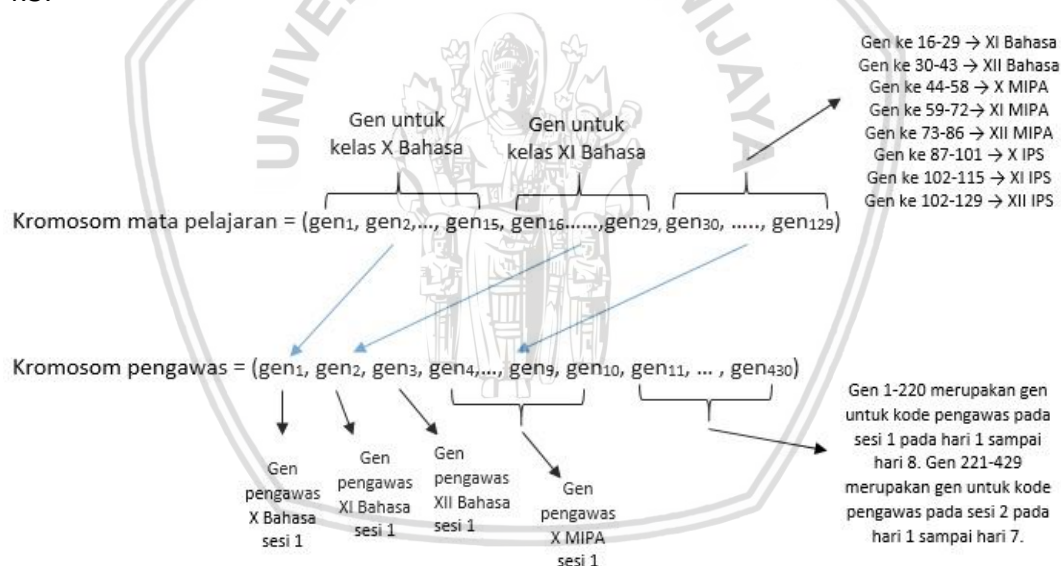 UNIVE
WIJAYA
Gen ke 16-29 → XI Bahasa
Gen ke 30-43 → XII Bahasa
Gen ke 44-58 → X MIPA
Gen ke 59-72 → XI MIPA
Gen ke 73-86 → XII MIPA
Gen ke 87-101 → X IPS
Gen ke 102-115 → XI IPS
Gen ke 102-129 → XII IPS
Gen untuk
kelas X Bahasa
Gen untuk
kelas XI Bahasa
Kromosom mata pelajaran = (gen1, gen2,..., gen15, gen16......,gen29, gen30, ....., gen129)
Kromosom pengawas = (gen1, gen2, gen3, gen4,..., gen9, gen10, gen11, ... , gen430)
Gen
pengawas
X Bahasa
sesi 1
Gen
pengawas
XI Bahasa
sesi 1
Gen
pengawas
XII Bahasa
sesi 1
Gen
pengawas
X MIPA
sesi 1
Gen 1-220 merupakan gen
untuk kode pengawas pada
sesi 1 pada hari 1 sampai
hari 8. Gen 221-429
merupakan gen untuk kode
pengawas pada sesi 2 pada
hari 1 sampai hari 7.